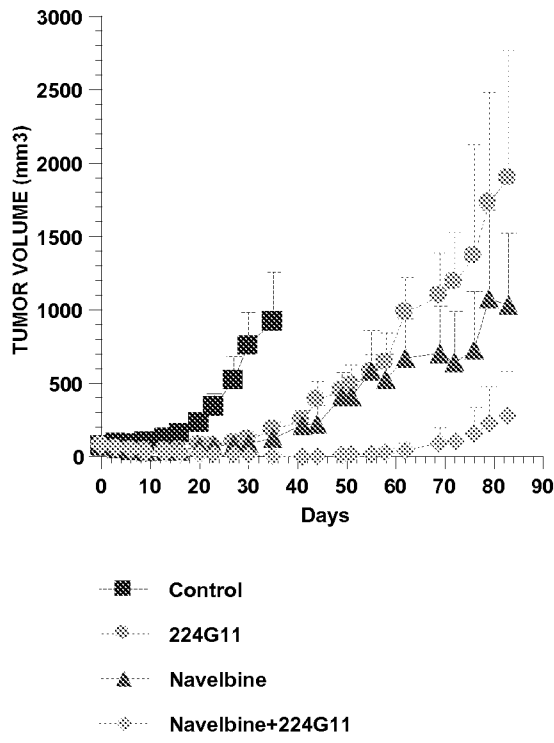 TUMOR VOLUME (mm3)
3000
2500
2000
1500
1000
500
0
0 10 20 30 40 50 60 70 80 90
Days
Control
224G11
Navelbine
Navelbine+224G11